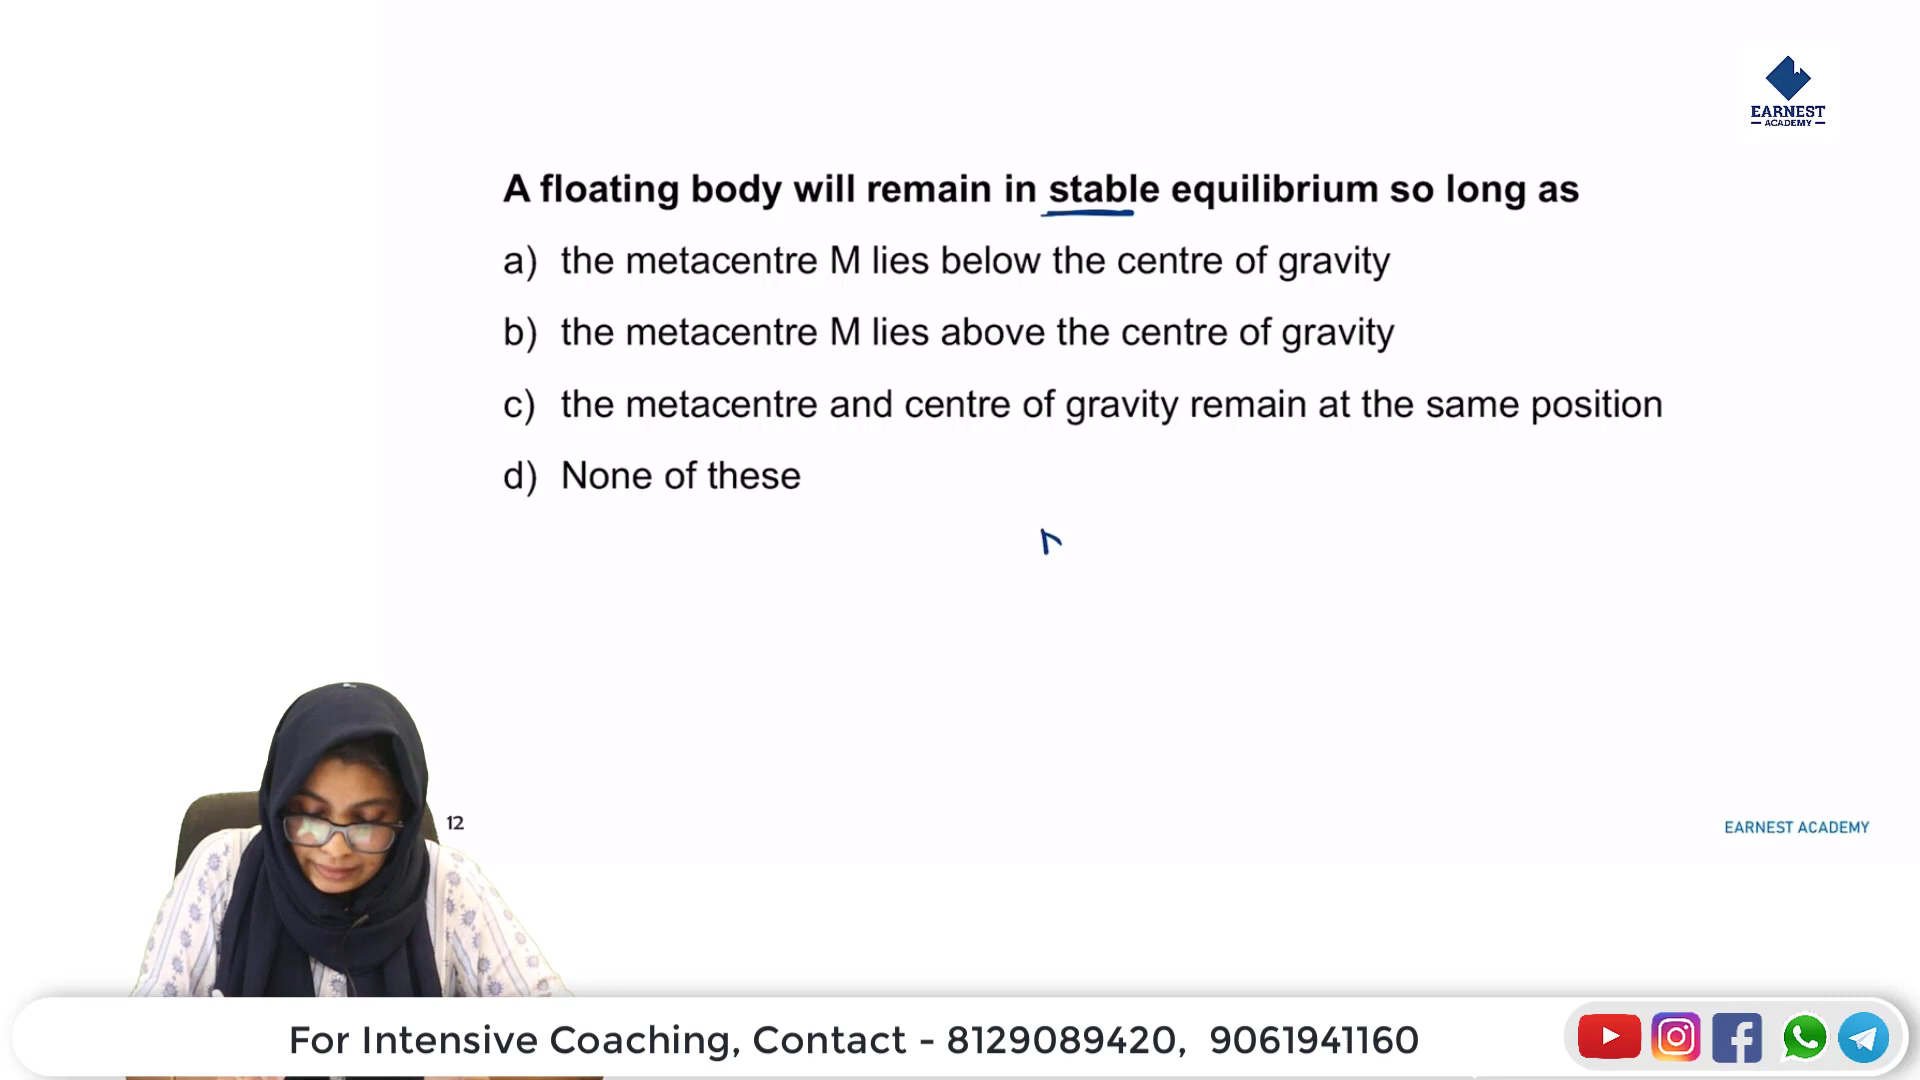 EARNEST
ACADEMY
A floating body will remain in stable equilibrium so long as
a) the metacentre M lies below the centre of gravity
b) the metacentre M lies above the centre of gravity
c) the metacentre and centre of gravity remain at the same position
d) None of these
12
EARNEST ACADEMY
For Intensive Coaching, Contact - 8129089420, 9061941160